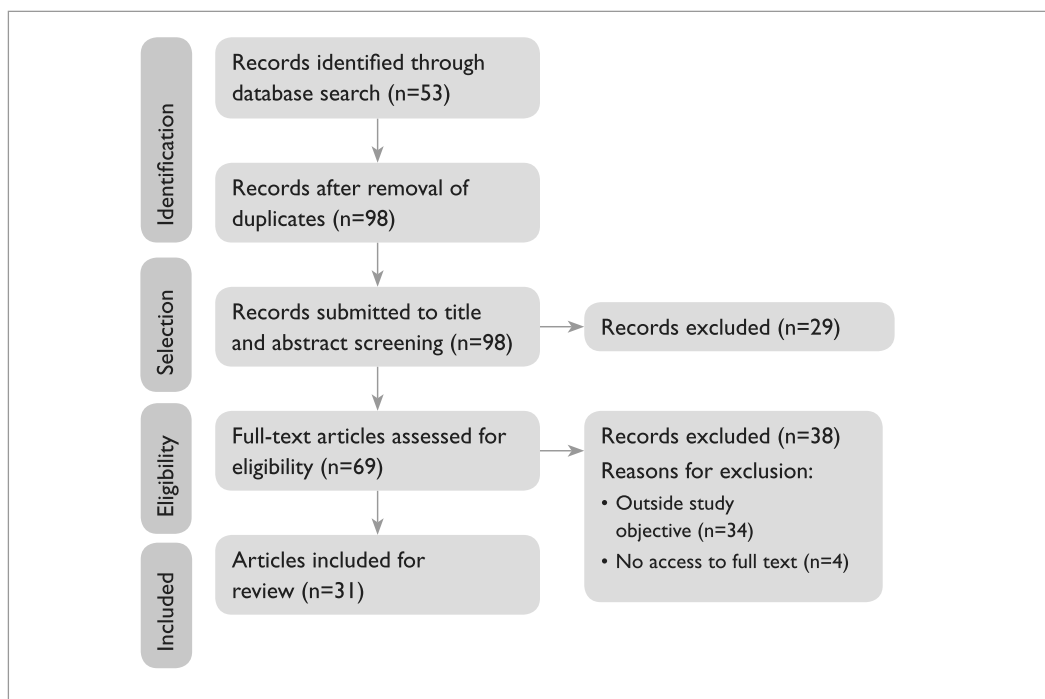 Identification
Records identified through
database search (n=53)
Records after removal of
duplicates (n=98)
Selection
Records submitted to title
and abstract screening (n=98)
Records excluded (n=29)
Eligibility
Full-text articles assessed for
eligibility (n=69)
Records excluded (n=38)
Reasons for exclusion:
• Outside study
objective (n=34)
• No access to full text (n=4)
Included
Articles included for
review (n=31)